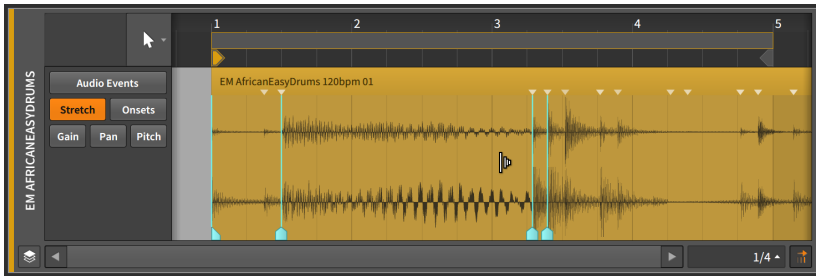 1 2 3 4 5
EM AFRICANEASYDRUMS
Audio Events
Stretch Onsets
Gain Pan Pitch
EM AfricanEasyDrums 120bpm 01
1/4